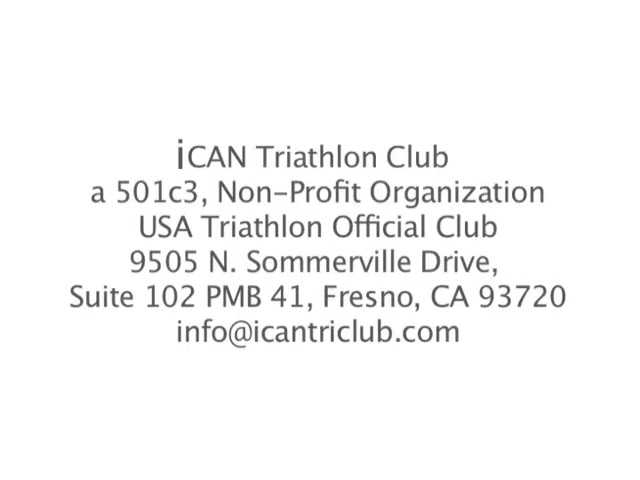 iCAN Triathlon Club
a 501c3, Non-Profit Organization
USA Triathlon Official Club
9505 N. Sommerville Drive,
Suite 102 PMB 41, Fresno, CA 93720
info@icantriclub.com